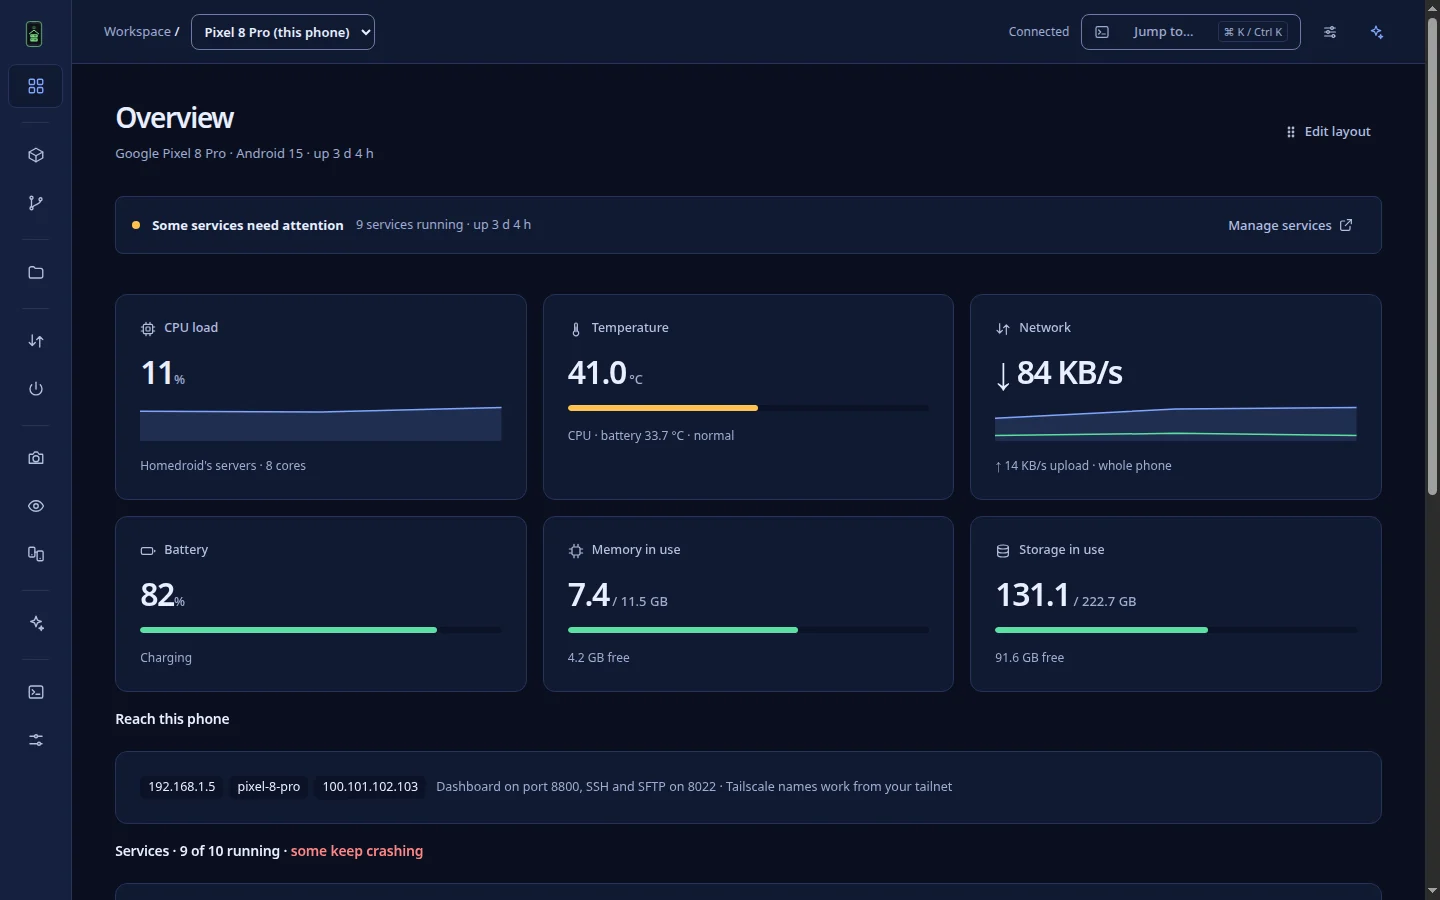 Workspace / Pixel 8 Pro (this phone)
Connected
Jump to... ⌘ K / Ctrl K
Overview
Google Pixel 8 Pro · Android 15 · up 3 d 4 h
Edit layout
Some services need attention 9 services running · up 3 d 4 h
Manage services
CPU load
11%
Homedroid's servers · 8 cores
Temperature
41.0 °C
CPU · battery 33.7 °C · normal
Network
↓ 84 KB/s
↑ 14 KB/s upload · whole phone
Battery
82%
Charging
Memory in use
7.4 / 11.5 GB
4.2 GB free
Storage in use
131.1 / 222.7 GB
91.6 GB free
Reach this phone
192.168.1.5 pixel-8-pro 100.101.102.103 Dashboard on port 8800, SSH and SFTP on 8022 · Tailscale names work from your tailnet
Services · 9 of 10 running · some keep crashing